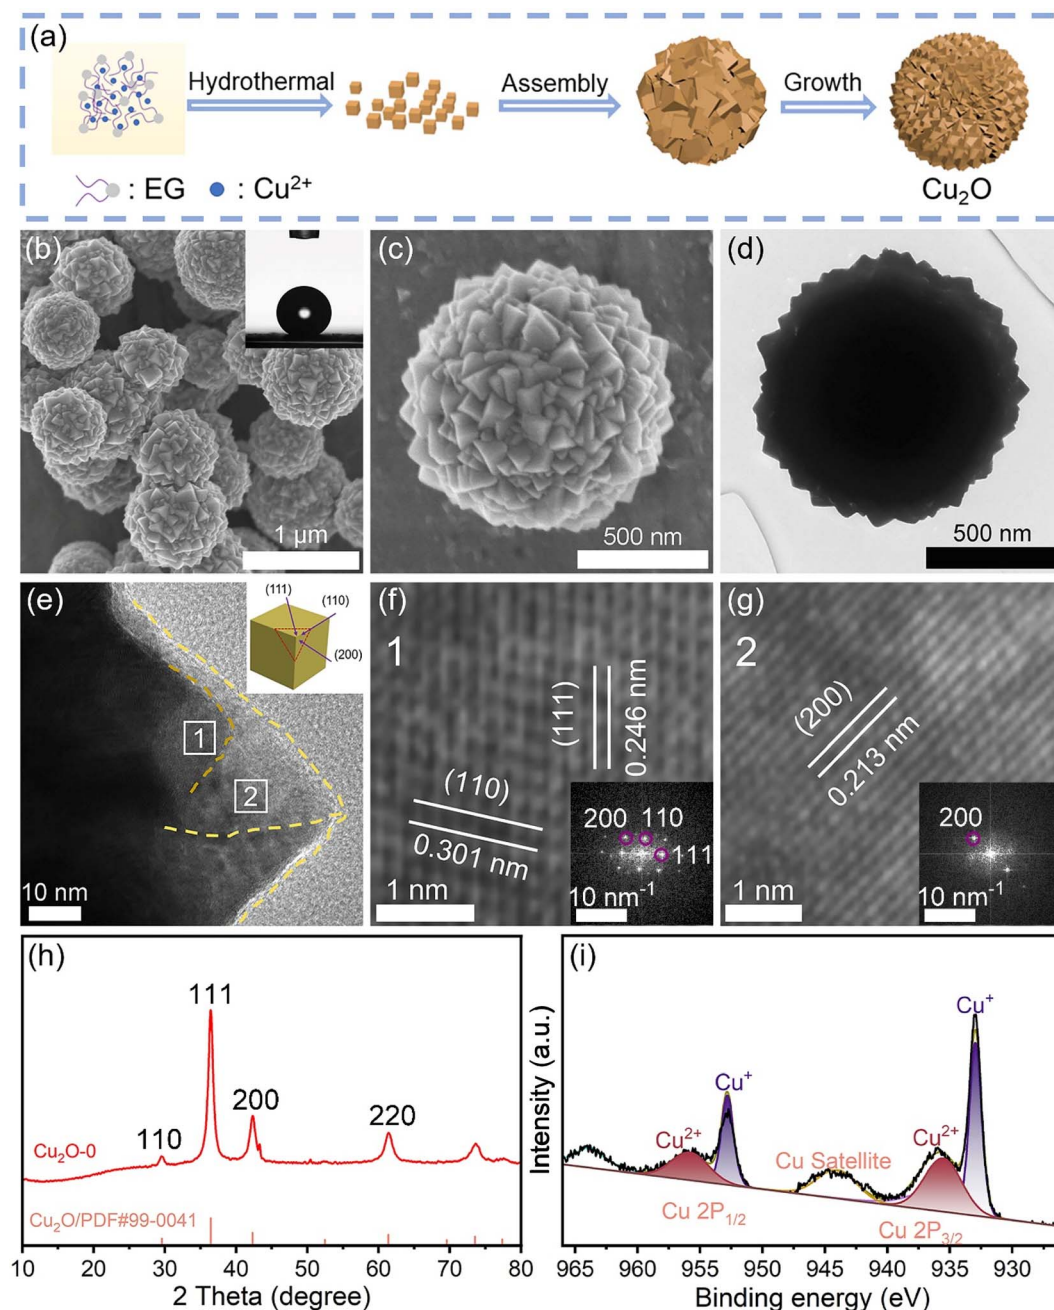 (a)
Hydrothermal
Assembly
Growth
: EG
: Cu²⁺
Cu₂O
(b)
1 μm
(c)
500 nm
(d)
500 nm
(e)
(111)
(110)
(200)
1
2
10 nm
(f)
1
(111)
0.246 nm
(110)
0.301 nm
200
110
111
1 nm
10 nm⁻¹
(g)
2
(200)
0.213 nm
200
1 nm
10 nm⁻¹
(h)
111
200
110
220
Cu₂O-0
Cu₂O/PDF#99-0041
10 20 30 40 50 60 70 80
2 Theta (degree)
(i)
Intensity (a.u.)
Cu⁺
Cu⁺
Cu²⁺
Cu²⁺
Cu Satellite
Cu 2P₁/₂
Cu 2P₃/₂
965 960 955 950 945 940 935 930
Binding energy (eV)